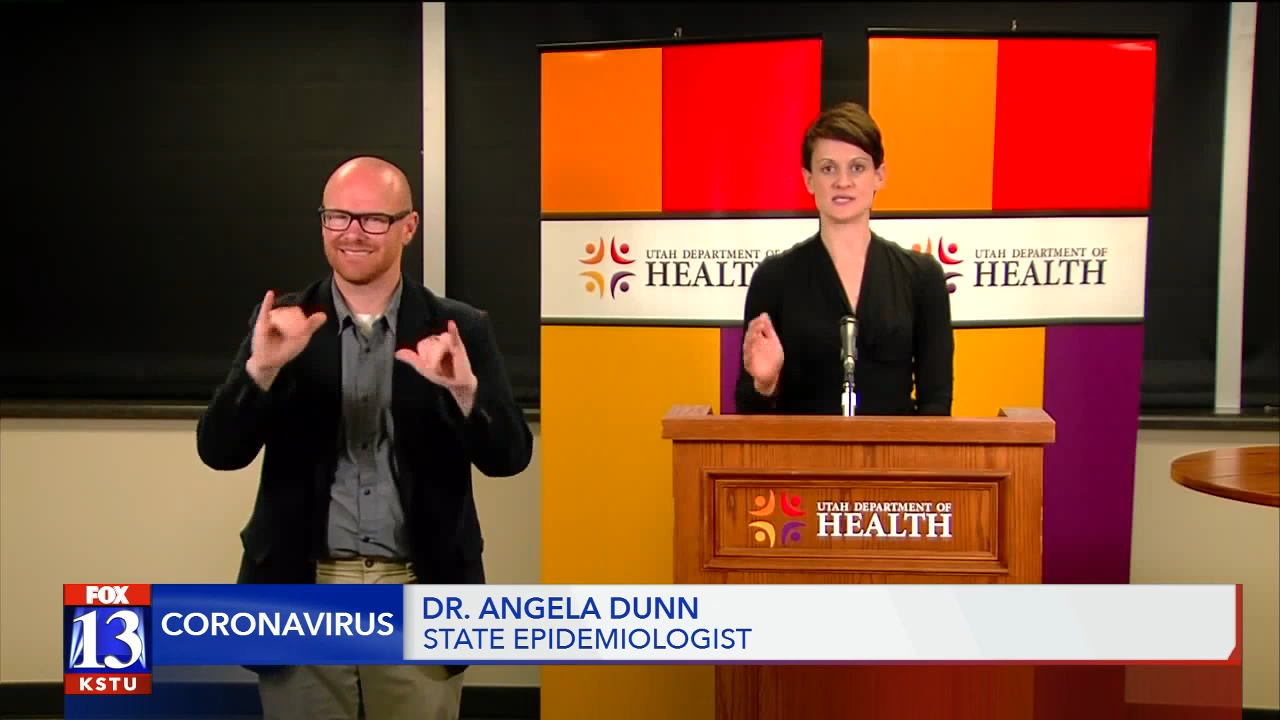 UTAH DEPARTMENT OF
HEALTH
UTAH DEPARTMENT OF
HEALTH
UTAH DEPARTMENT OF
HEALTH
FOX
13
KSTU
CORONAVIRUS
DR. ANGELA DUNN
STATE EPIDEMIOLOGIST